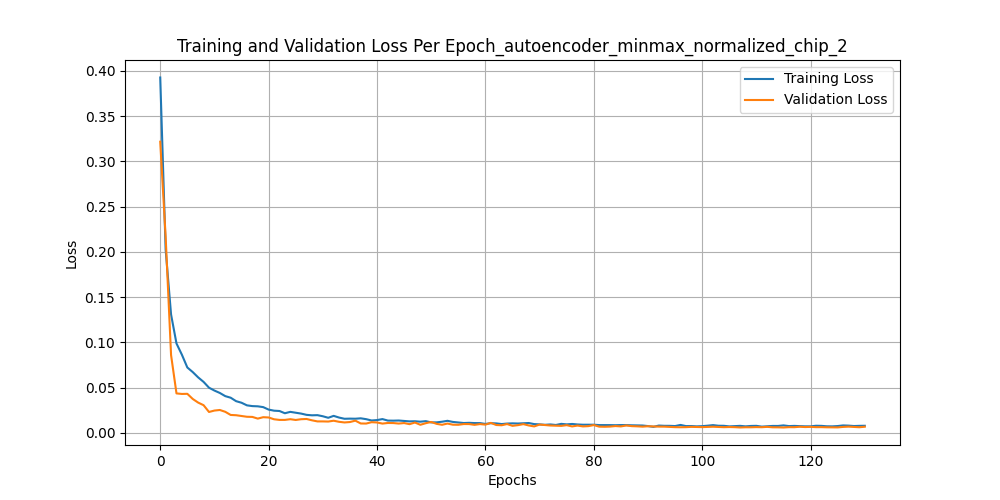 Training and Validation Loss Per Epoch_autoencoder_minmax_normalized_chip_2
Training Loss
Validation Loss
0.40
0.35
0.30
0.25
0.20
0.15
0.10
0.05
0.00
Loss
0 20 40 60 80 100 120
Epochs